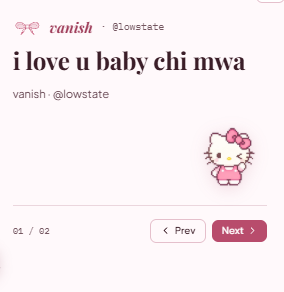 vanish · @lowstate
i love u baby chi mwa
vanish · @lowstate
01 / 02
Prev
Next